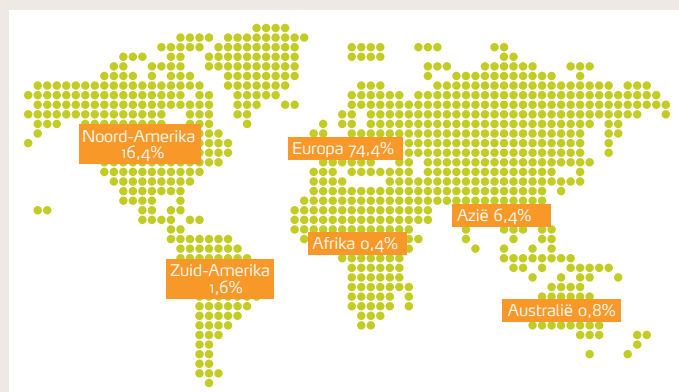 Noord-Amerika
16,4%
Europa 74,4%
Azië 6,4%
Afrika 0,4%
Zuid-Amerika
1,6%
Australië 0,8%